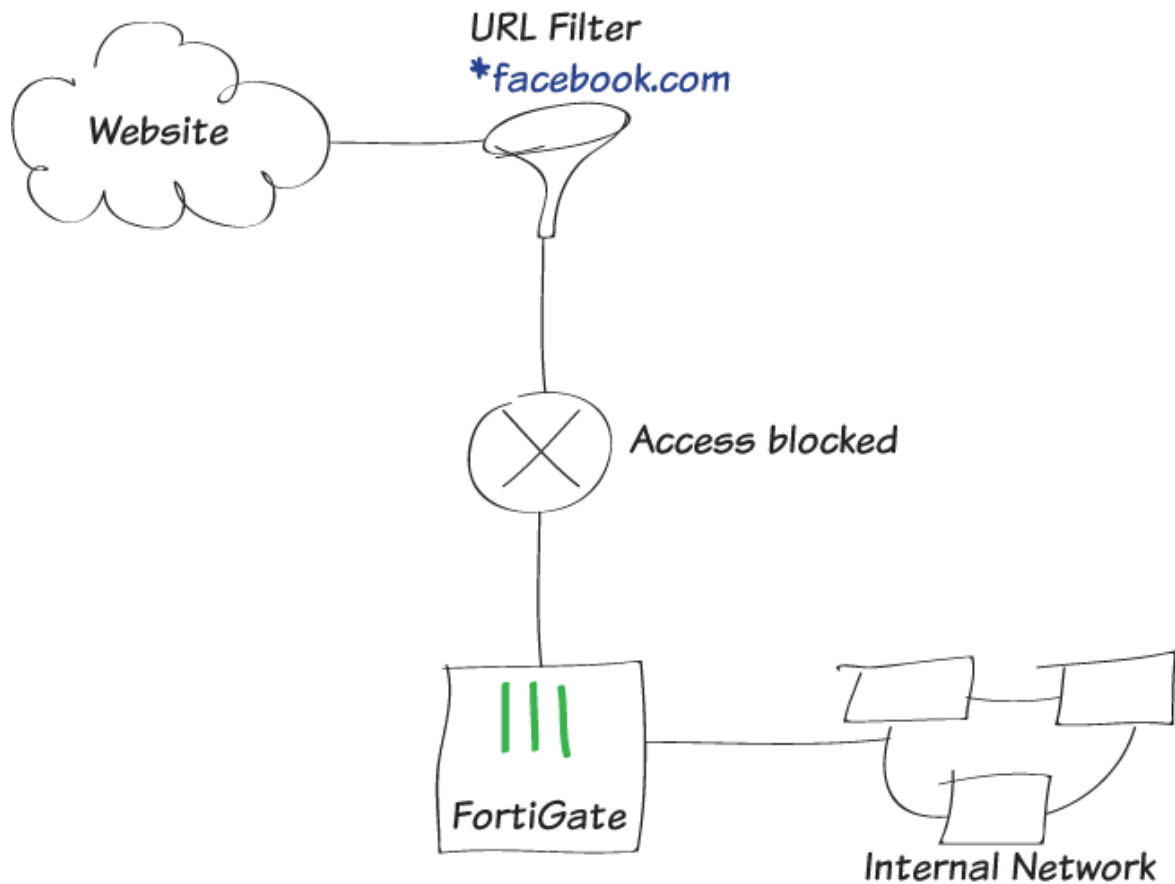 URL Filter
*facebook.com
Website
Access blocked
FortiGate
Internal Network